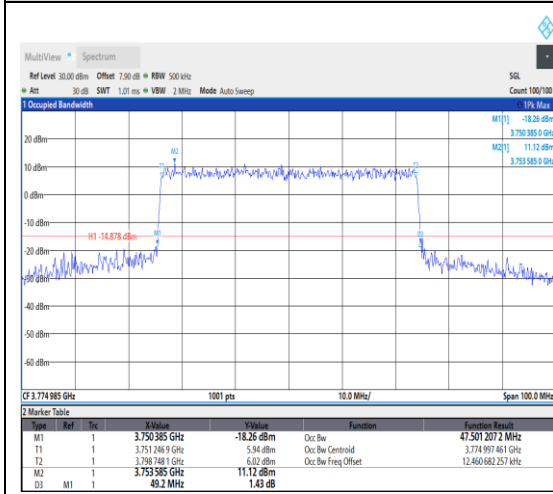 MultiView Spectrum
Ref Level 30.00 dBm Offset 7.90 dB RBW 500 kHz SGL
Att 30 dB SWT 1.01 ms VBW 2 MHz Mode Auto Sweep Count 100/100
1 Occupied Bandwidth 1Pk Max
M1[1] -18.26 dBm
3.750 385 0 GHz
M2[1] 11.12 dBm
3.753 585 0 GHz
20 dBm
M2
10 dBm
0 dBm
-10 dBm
H1 -14.878 dBm
M1
-20 dBm
-30 dBm
-40 dBm
-50 dBm
-60 dBm
CF 3.774 985 GHz 1001 pts 10.0 MHz/ Span 100.0 MHz
2 Marker Table
Type Ref Trc X-Value Y-Value Function Function Result
M1 1 3.750 385 GHz -18.26 dBm Occ Bw 47.501 207 2 MHz
T1 1 3.751 246 9 GHz 5.94 dBm Occ Bw Centroid 3.774 997 461 GHz
T2 1 3.798 748 1 GHz 6.02 dBm Occ Bw Freq Offset 12.460 682 257 kHz
M2 1 3.753 585 GHz 11.12 dBm
D3 M1 1 49.2 MHz 1.43 dB